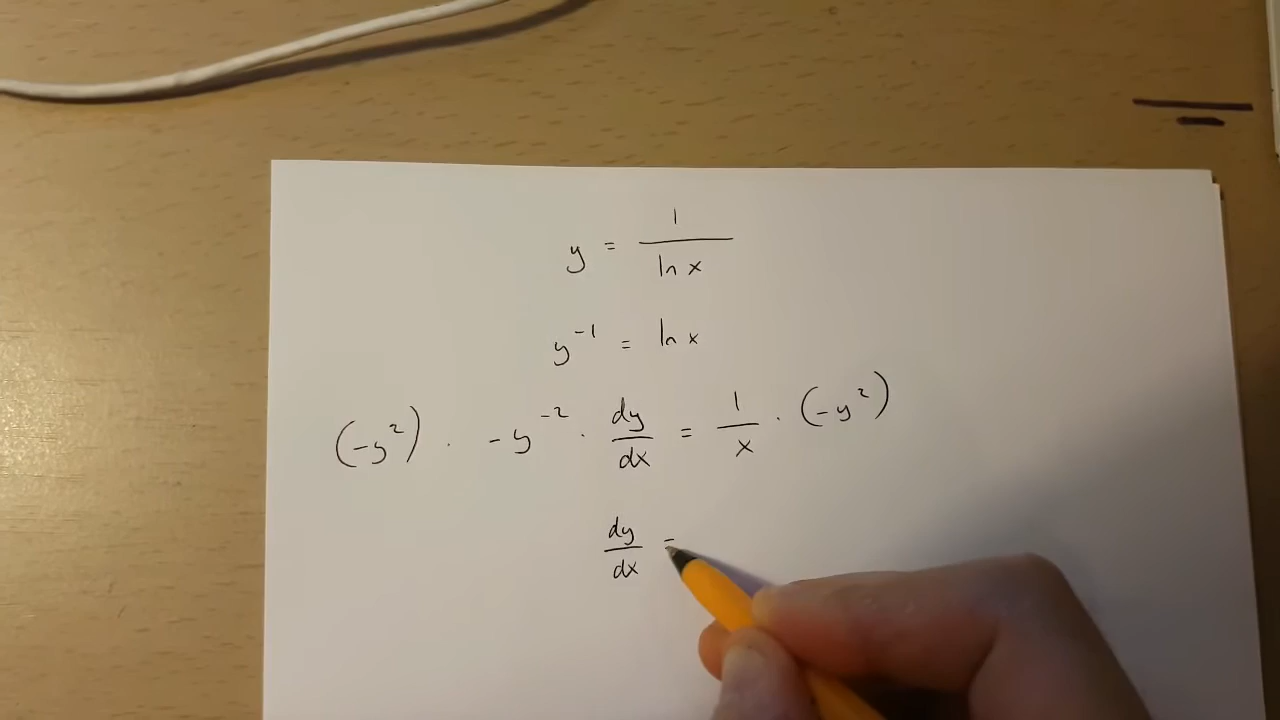 y = 1 / ln x
y⁻¹ = ln x
(-y²) · -y⁻² · dy/dx = 1/x · (-y²)
dy/dx =